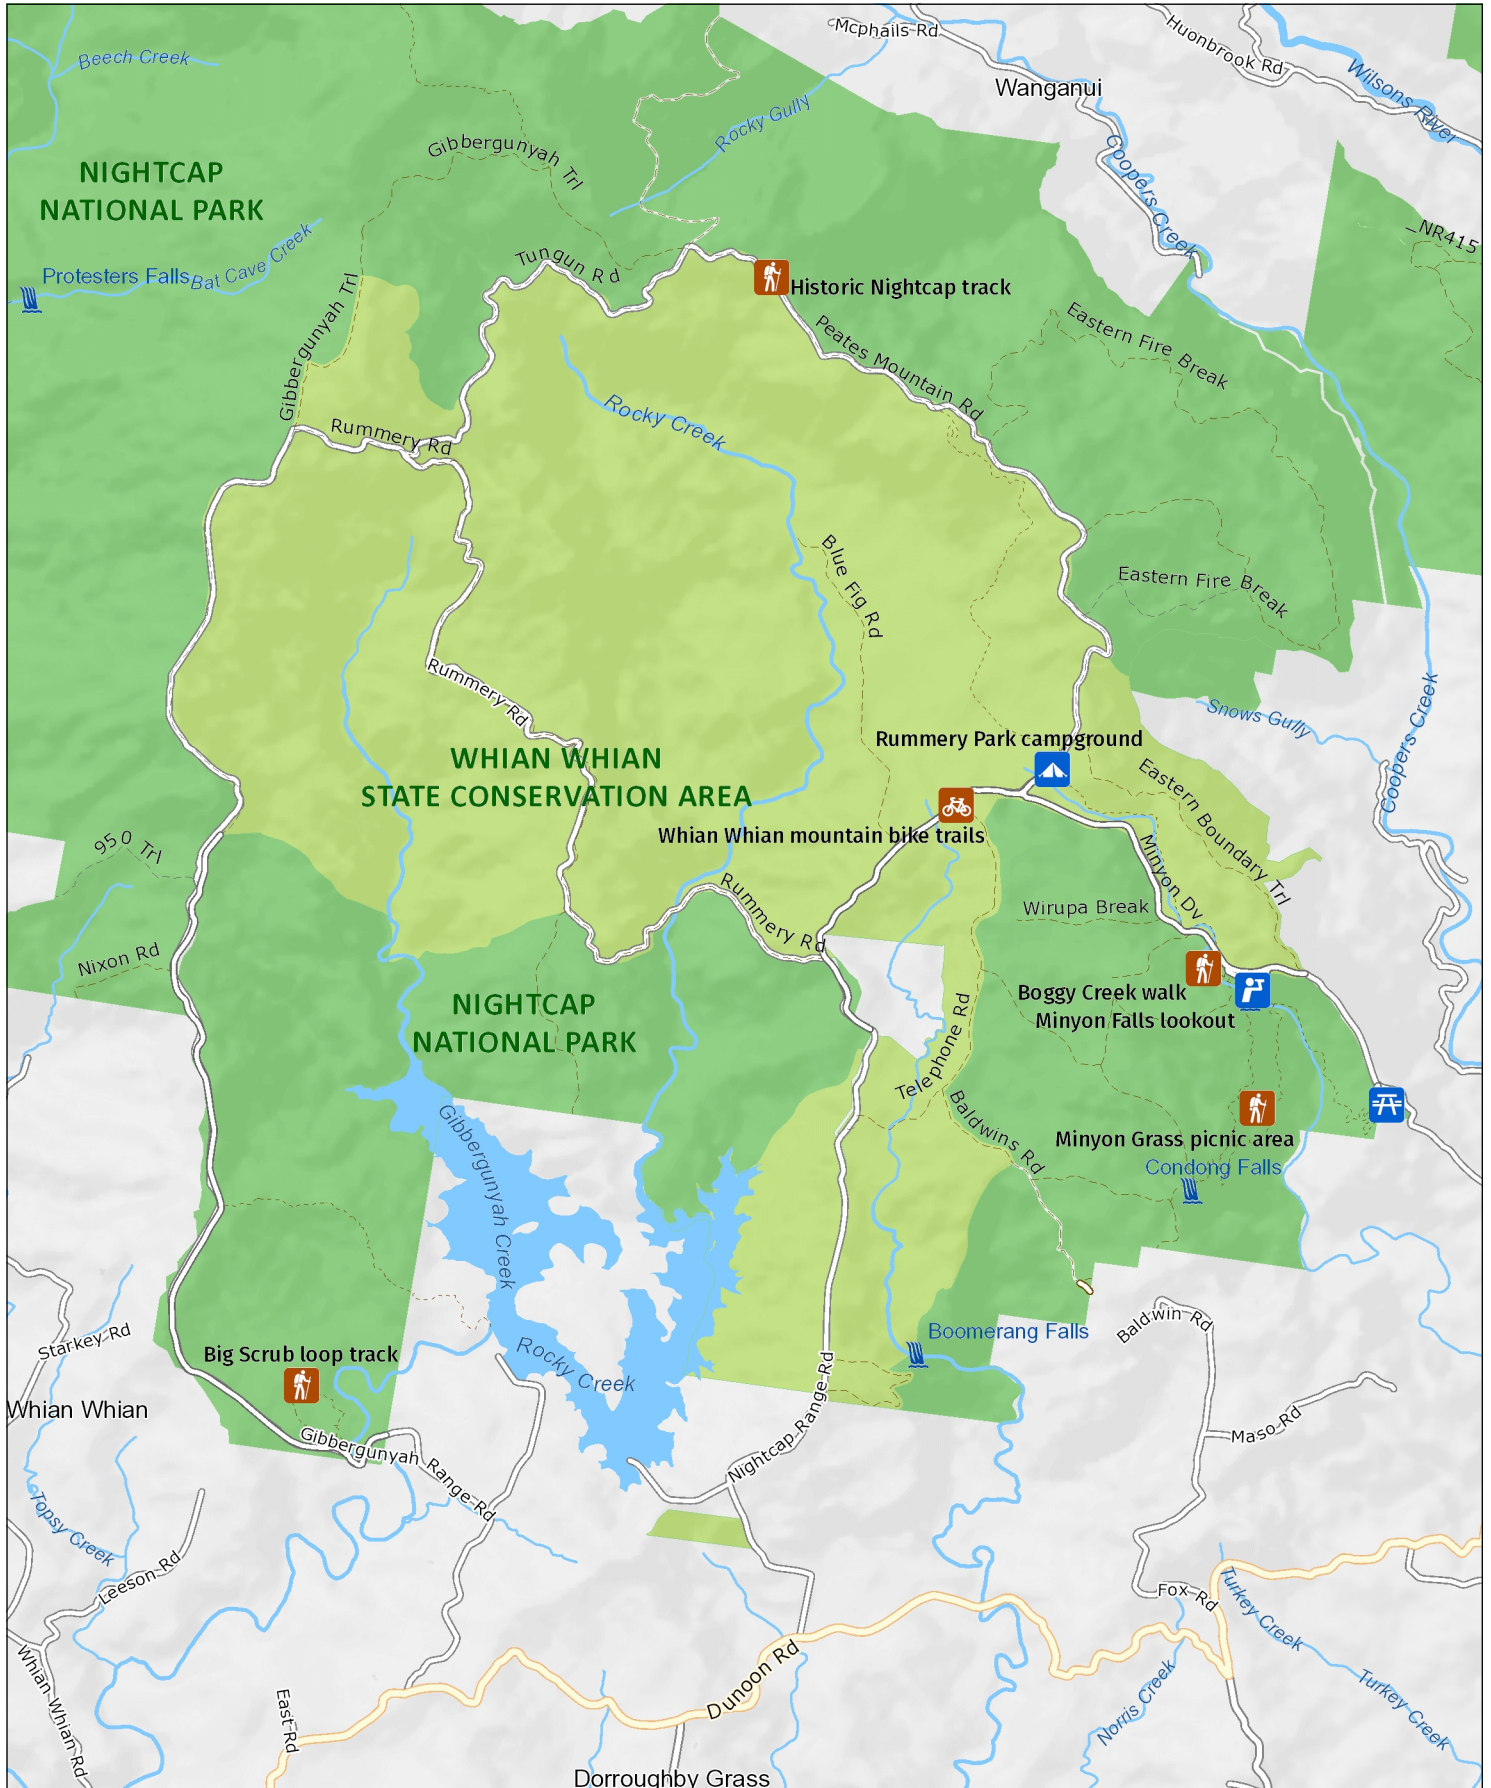 Mcphails Rd
Huonbrook Rd
Beech Creek
Wanganui
Wilsons River
Rocky Gully
Gibbergunyah Trl
Coopers Creek
NIGHTCAP
NATIONAL PARK
_NR415
Bat Cave Creek
Protesters Falls
Tungun Rd
Historic Nightcap track
Gibbergunyah Trl
Peates Mountain Rd
Eastern Fire Break
Rocky Creek
Rummery Rd
Blue Fig Rd
Eastern Fire Break
Rummery Rd
Snows Gully
Coopers Creek
Rummery Park campground
WHIAN WHIAN
STATE CONSERVATION AREA
Eastern Boundary Trl
Whian Whian mountain bike trails
950 Trl
Minyon Dv
Rummery Rd
Wirupa Break
Nixon Rd
Boggy Creek walk
NIGHTCAP
NATIONAL PARK
Minyon Falls lookout
Telephone Rd
Baldwins Rd
Gibbergunyah Creek
Minyon Grass picnic area
Condong Falls
Starkey Rd
Baldwin Rd
Boomerang Falls
Big Scrub loop track
Rocky Creek
Whian Whian
Nightcap Range Rd
Maso Rd
Gibbergunyah Range Rd
Topsy Creek
Leeson Rd
Fox Rd
Turkey Creek
Whian Whian Rd
East Rd
Dunoon Rd
Norris Creek
Turkey Creek
Dorroughby Grass